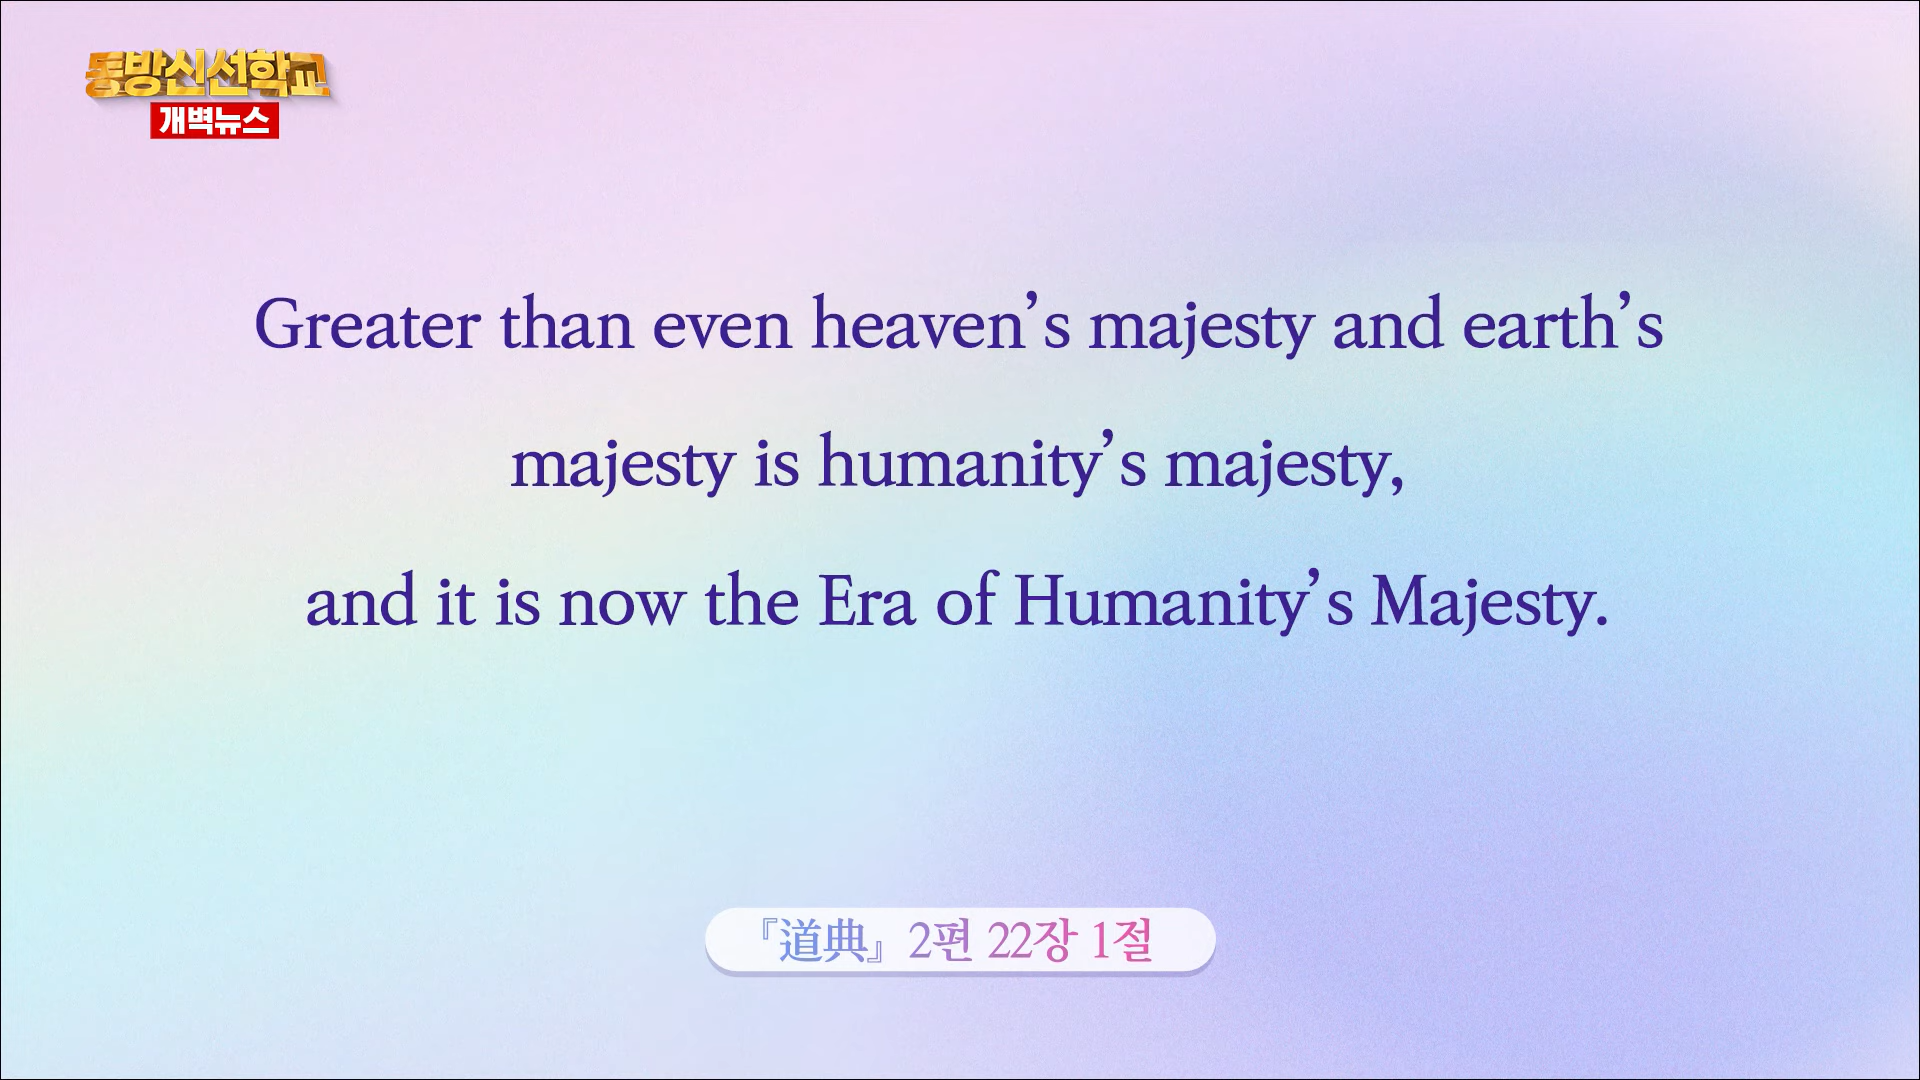 동방신선학교
개벽뉴스
Greater than even heaven’s majesty and earth’s
majesty is humanity’s majesty,
and it is now the Era of Humanity’s Majesty.
『道典』 2편 22장 1절